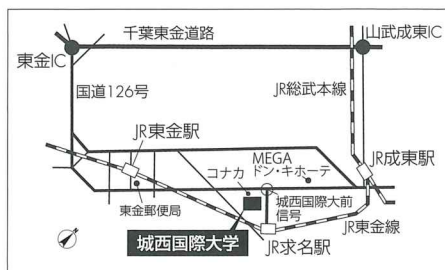 千葉東金道路
山武成東IC
東金IC
国道126号
JR総武本線
JR東金駅
MEGA
ドン・キホーテ
JR成東駅
コナカ
東金郵便局
城西国際大前
信号
JR東金線
城西国際大学
JR求名駅